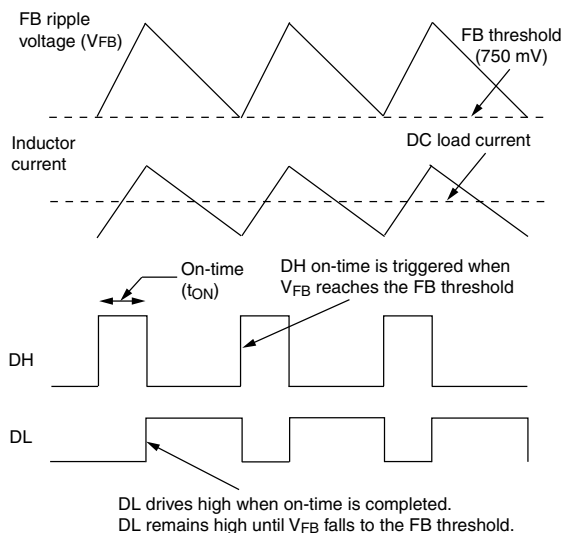 FB ripple
voltage (VFB)
FB threshold
(750 mV)
Inductor
current
DC load current
On-time
(tON)
DH on-time is triggered when
VFB reaches the FB threshold
DH
DL
DL drives high when on-time is completed.
DL remains high until VFB falls to the FB threshold.